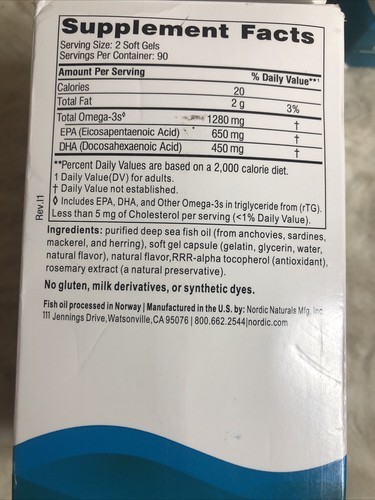 Supplement Facts
Serving Size: 2 Soft Gels
Servings Per Container: 90
Amount Per Serving % Daily Value**¹
Calories 20
Total Fat 2 g 3%
Total Omega-3s◊ 1280 mg †
EPA (Eicosapentaenoic Acid) 650 mg †
DHA (Docosahexaenoic Acid) 450 mg †
**Percent Daily Values are based on a 2,000 calorie diet.
1 Daily Value(DV) for adults.
† Daily Value not established.
◊ Includes EPA, DHA, and Other Omega-3s in triglyceride from (rTG).
Less than 5 mg of Cholesterol per serving (<1% Daily Value).
Rev.I1
Ingredients: purified deep sea fish oil (from anchovies, sardines,
mackerel, and herring), soft gel capsule (gelatin, glycerin, water,
natural flavor), natural flavor,RRR-alpha tocopherol (antioxidant),
rosemary extract (a natural preservative).
No gluten, milk derivatives, or synthetic dyes.
Fish oil processed in Norway | Manufactured in the U.S. by: Nordic Naturals Mfg, Inc.
111 Jennings Drive,Watsonville,CA 95076 | 800.662.2544|nordic.com